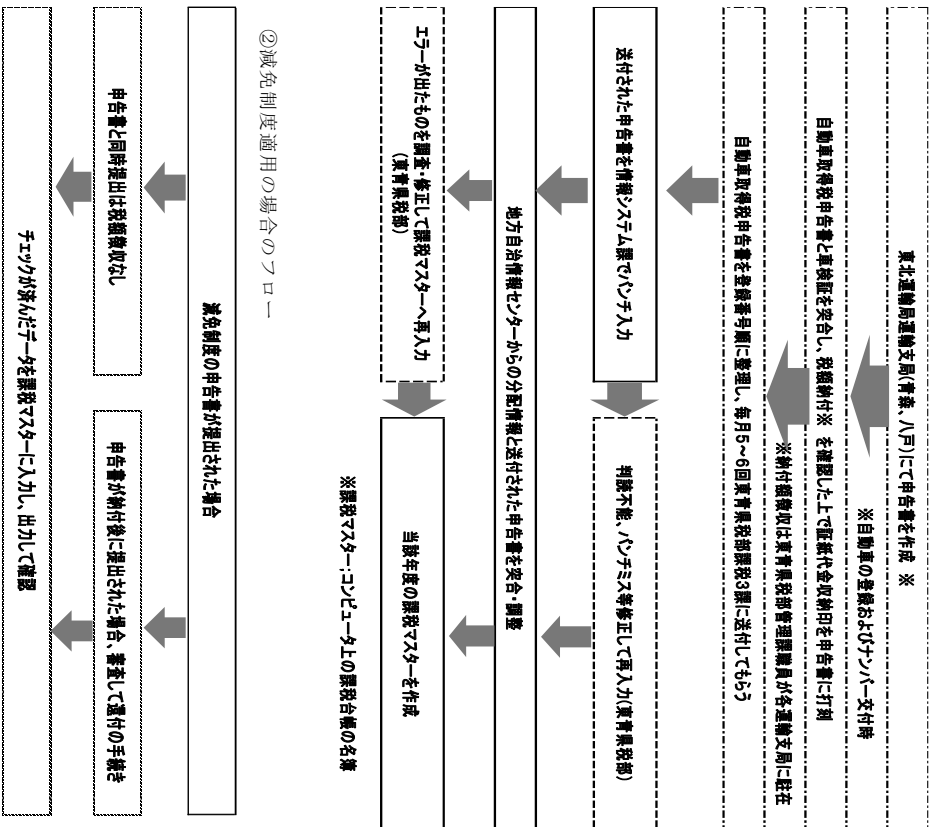 東北運輸局運輸支局(青森、八戸)にて申告書を作成 ※
※自動車の登録およびナンバー交付時
自動車取得税申告書と車検証を突合し、税額納付※ を確認した上で証紙代金収納印を申告書に打刻
※納付額徴収は東青県税部管理課職員が各運輸支局に駐在
自動車取得税申告書を登録番号順に整理し、毎月5～6回東青県税部課税3課に送付してもらう
送付された申告書を情報システム課でパンチ入力
判読不能、パンチミス等修正して再入力(東青県税部)
地方自治情報センターからの分配情報と送付された申告書を突合・調整
エラーが出たものを調査・修正して課税マスターへ再入力
(東青県税部)
当該年度の課税マスターを作成
※課税マスター:コンピュータ上の課税台帳の名簿
②減免制度適用の場合のフロー
減免制度の申告書が提出された場合
申告書と同時提出は税額徴収なし
申告書が納付後に提出された場合、審査して還付の手続き
チェックが済んだデータを課税マスターに入力し、出力して確認